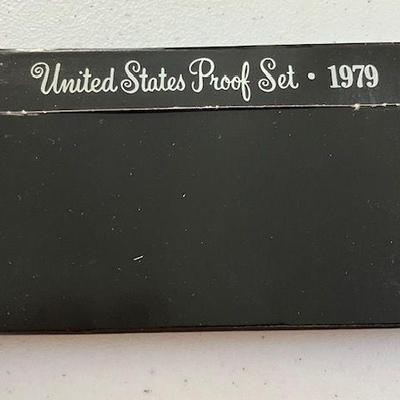 United States Proof Set • 1979